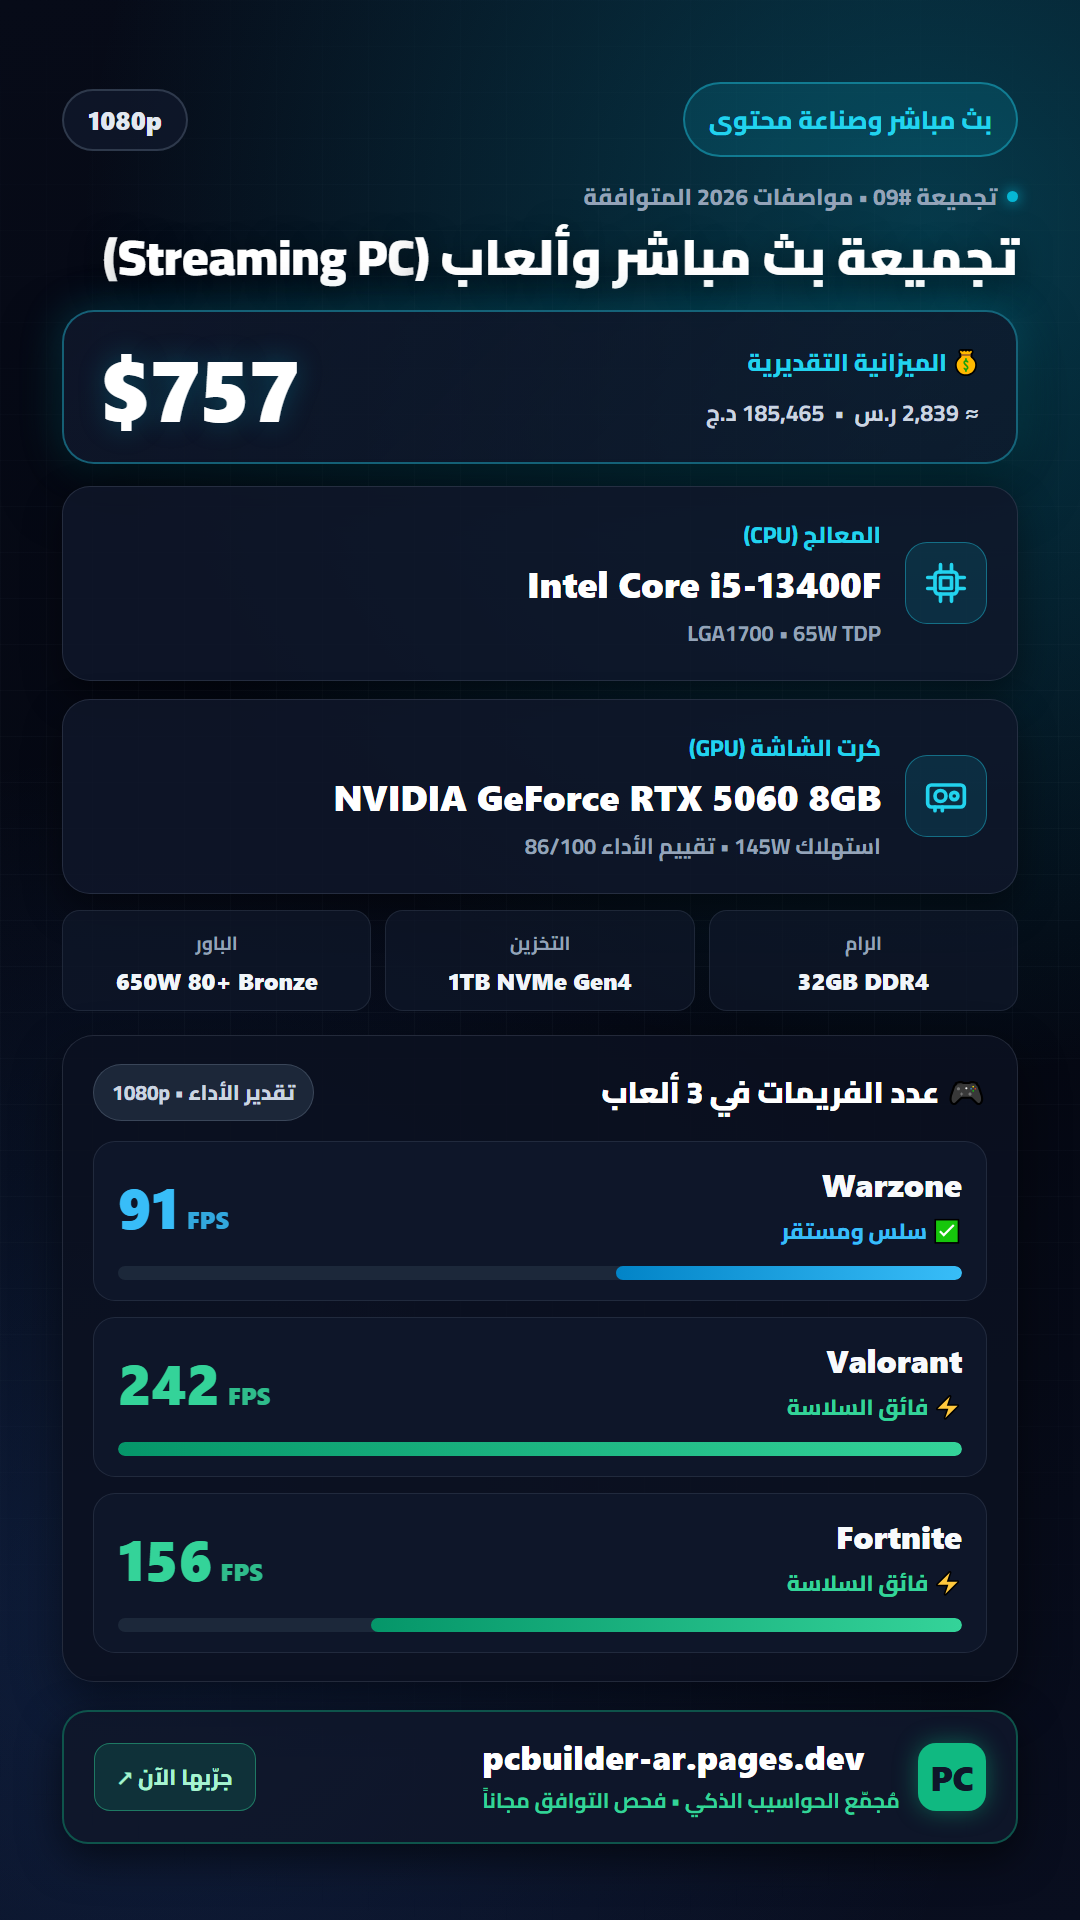 بث مباشر وصناعة محتوى
1080p
تجميعة #09 • مواصفات 2026 المتوافقة
تجميعة بث مباشر وألعاب (Streaming PC)
💰 الميزانية التقديرية
≈ 2,839 ر.س • 185,465 د.ج
$757
المعالج (CPU)
Intel Core i5-13400F
LGA1700 • 65W TDP
كرت الشاشة (GPU)
NVIDIA GeForce RTX 5060 8GB
استهلاك 145W • تقييم الأداء 86/100
الرام
32GB DDR4
التخزين
1TB NVMe Gen4
الباور
650W 80+ Bronze
🎮 عدد الفريمات في 3 ألعاب
تقدير الأداء • 1080p
Warzone
✅ سلس ومستقر
91 FPS
Valorant
⚡ فائق السلاسة
242 FPS
Fortnite
⚡ فائق السلاسة
156 FPS
PC
pcbuilder-ar.pages.dev
مُجمّع الحواسيب الذكي • فحص التوافق مجاناً
جرّبها الآن ↗